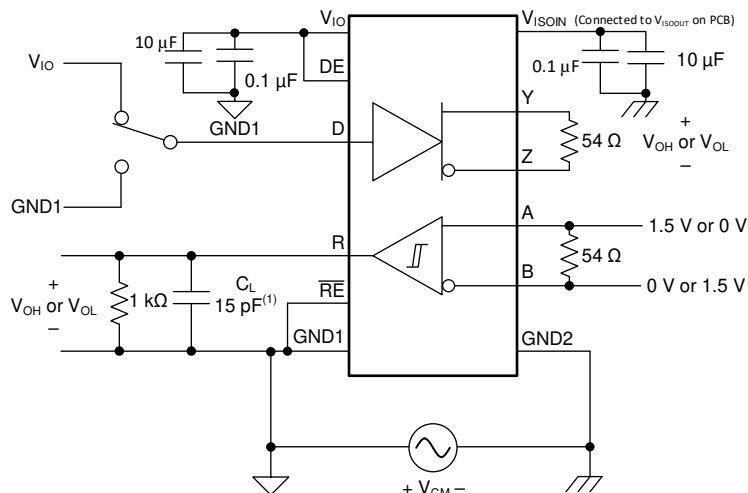 V_IO
V_ISOIN (Connected to V_ISOOUT on PCB)
10 μF
0.1 μF
DE
GND1
V_IO
GND1
D
0.1 μF
10 μF
Y
Z
54 Ω
+
V_OH or V_OL
–
A
1.5 V or 0 V
54 Ω
B
0 V or 1.5 V
R
+
V_OH or V_OL
–
1 kΩ
C_L
15 pF(1)
R̅E̅
GND1
GND2
+ V_CM –